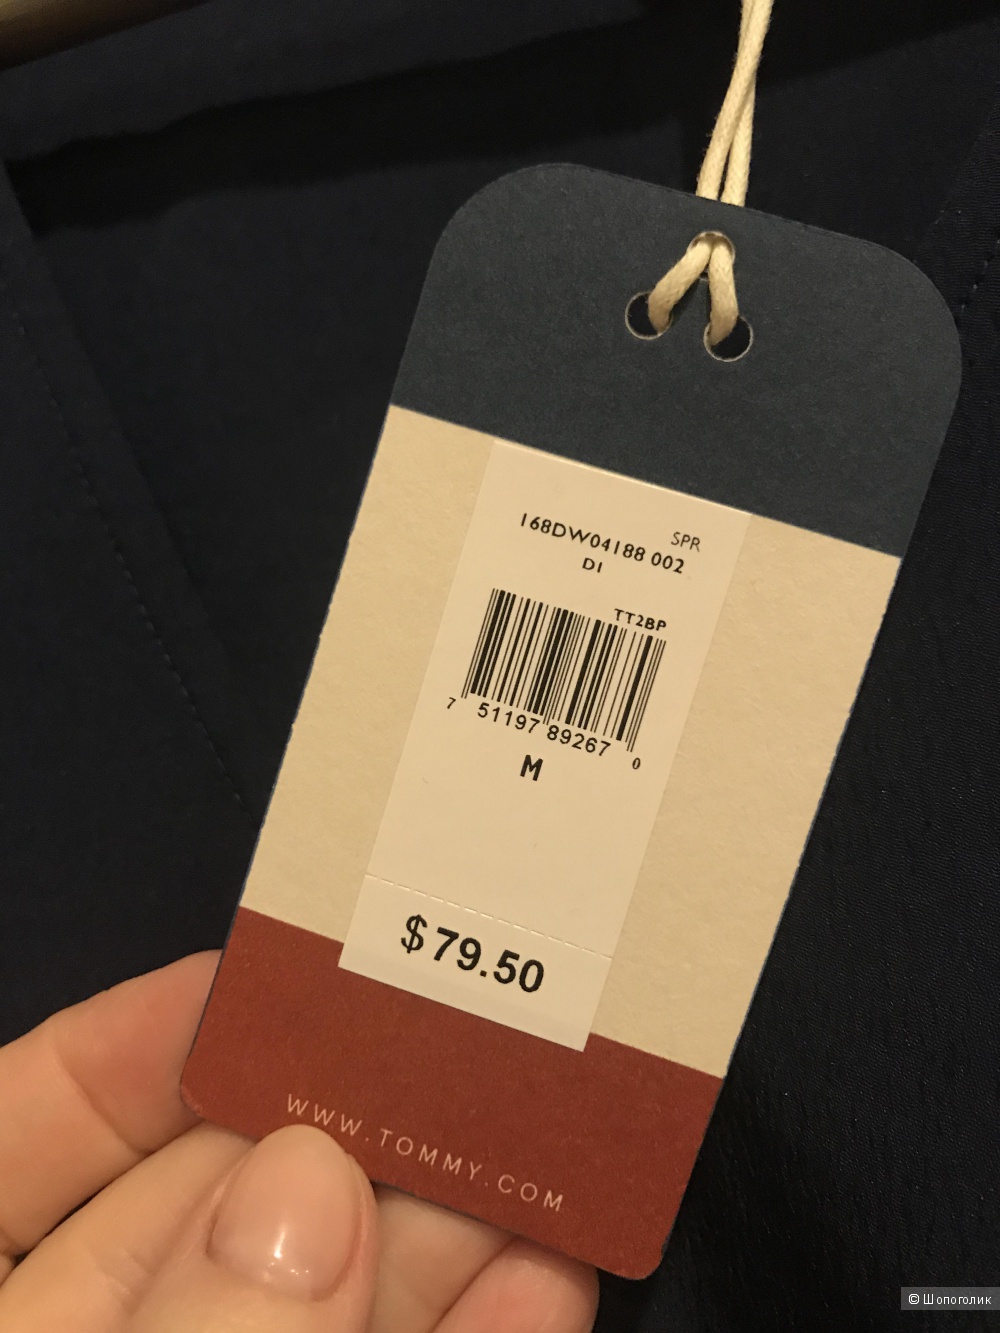 168DW04188 002 SPR
DI
TT2BP
7 51197 89267 0
M
$79.50
WWW.TOMMY.COM
© Шопоголик